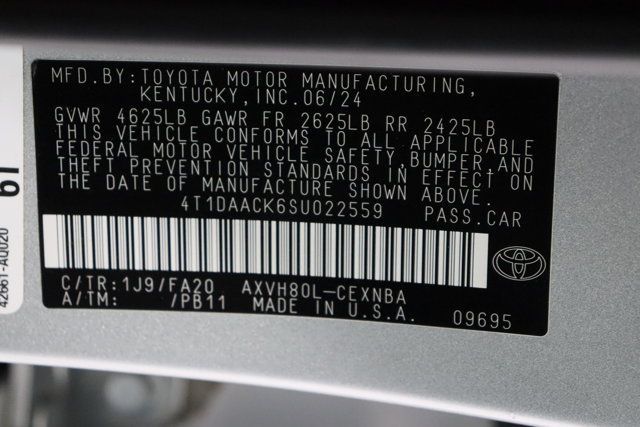 MFD. BY: TOYOTA MOTOR MANUFACTURING,
KENTUCKY, INC. 06/24
GVWR 4625LB GAWR FR 2625LB RR 2425LB
THIS VEHICLE CONFORMS TO ALL APPLICABLE
FEDERAL MOTOR VEHICLE SAFETY, BUMPER, AND
THEFT PREVENTION STANDARDS IN EFFECT ON
THE DATE OF MANUFACTURE SHOWN ABOVE.
4T1DAACK6SU022559 PASS.CAR
C/TR:1J9/FA20 AXVH80L-CEXNBA
A/TM: /PB11 MADE IN U.S.A. 09695
42661-A0020